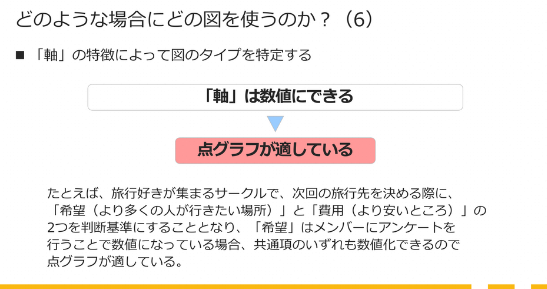 どのような場合にどの図を使うのか？（6）
■ 「軸」の特徴によって図のタイプを特定する
「軸」は数値にできる
点グラフが適している
たとえば、旅行好きが集まるサークルで、次回の旅行先を決める際に、
「希望（より多くの人が行きたい場所）」と「費用（より安いところ）」の
2つを判断基準にすることとなり、「希望」はメンバーにアンケートを
行うことで数値になっている場合、共通項のいずれも数値化できるので
点グラフが適している。